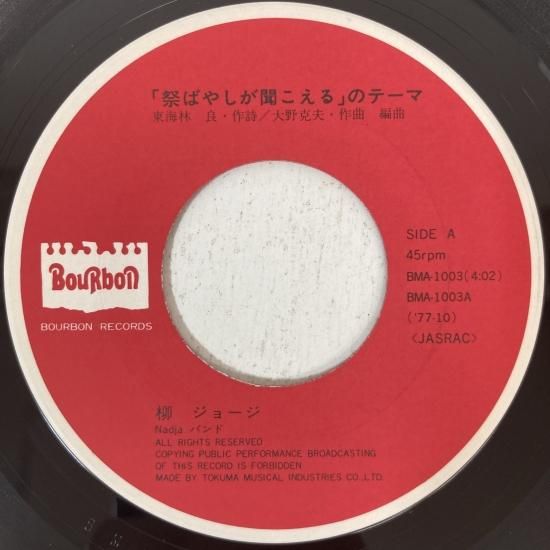 「祭ばやしが聞こえる」のテーマ
東海林 良・作詩／大野克夫・作曲 編曲
SIDE A
45rpm
BMA-1003(4:02)
BMA-1003A
('77-10)
〈JASRAC〉
BouRbon
BOURBON RECORDS
柳 ジョージ
Nadja バンド
ALL RIGHTS RESERVED
COPYING PUBLIC PERFORMANCE BROADCASTING
OF THIS RECORD IS FORBIDDEN
MADE BY TOKUMA MUSICAL INDUSTRIES CO.,LTD.